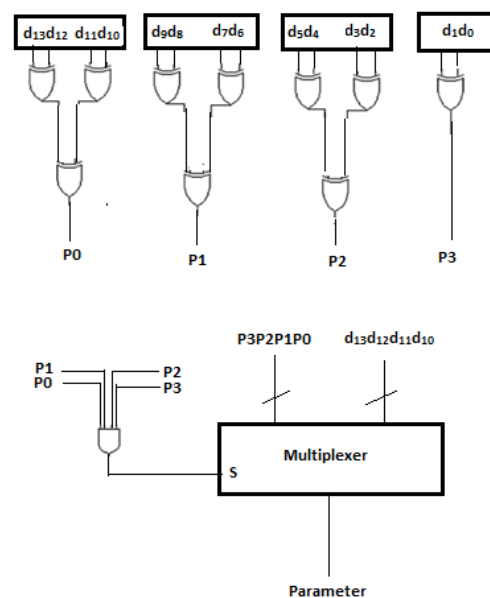 d₁₃d₁₂ d₁₁d₁₀ d₉d₈ d₇d₆ d₅d₄ d₃d₂ d₁d₀
P0 P1 P2 P3
P3P2P1P0 d₁₃d₁₂d₁₁d₁₀
P1 P2
P0 P3
Multiplexer
S
Parameter